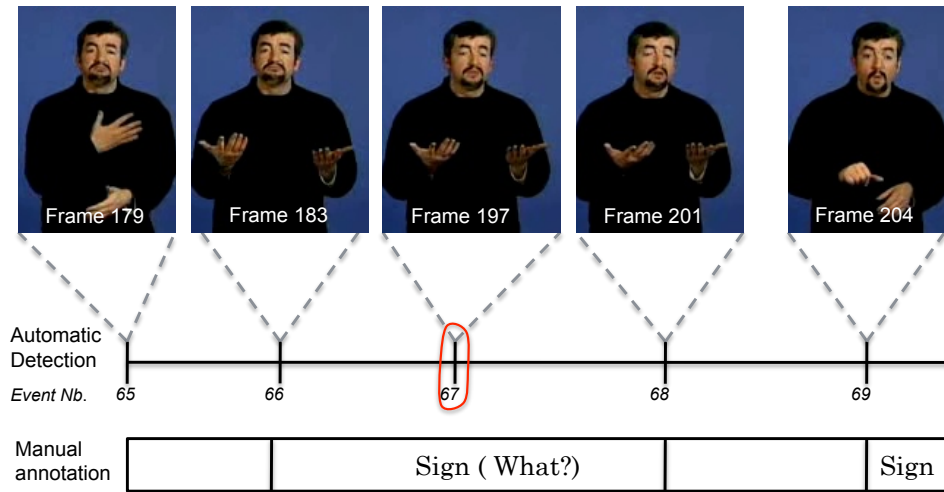 Frame 179 Frame 183 Frame 197 Frame 201 Frame 204
Automatic
Detection
Event Nb. 65 66 67 68 69
Manual
annotation
Sign ( What?) Sign